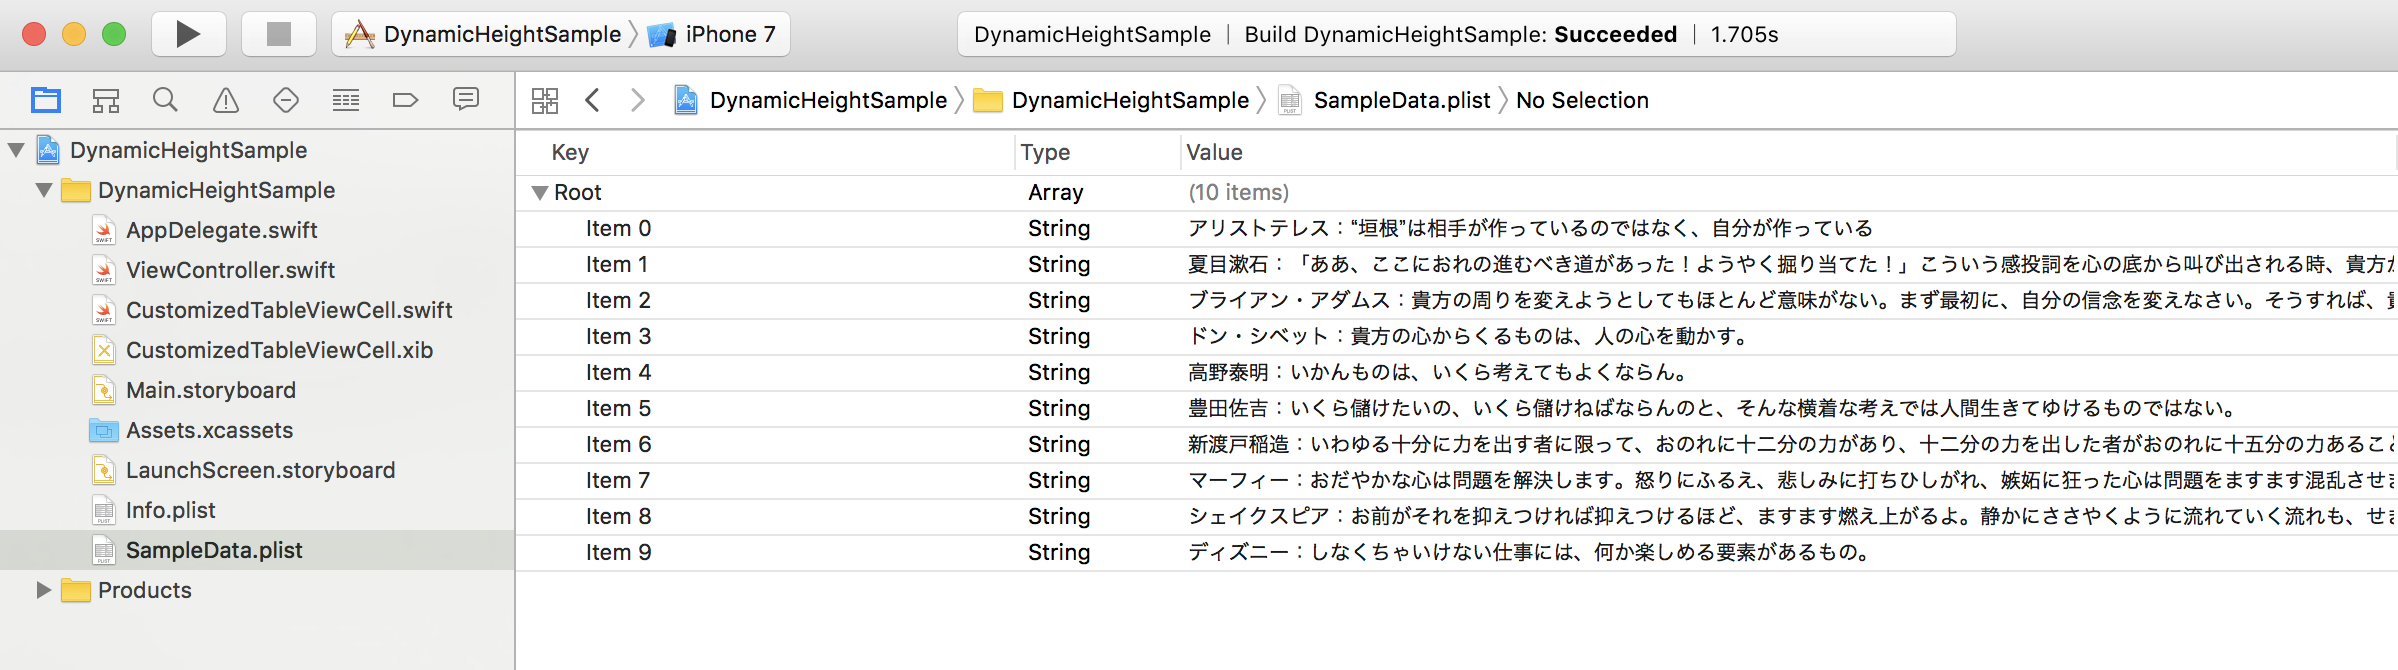 DynamicHeightSample 〉 iPhone 7
DynamicHeightSample | Build DynamicHeightSample: Succeeded | 1.705s
DynamicHeightSample 〉 DynamicHeightSample 〉 SampleData.plist 〉 No Selection
DynamicHeightSample
DynamicHeightSample
AppDelegate.swift
ViewController.swift
CustomizedTableViewCell.swift
CustomizedTableViewCell.xib
Main.storyboard
Assets.xcassets
LaunchScreen.storyboard
Info.plist
SampleData.plist
Products
Key Type Value
Root Array (10 items)
Item 0 String アリストテレス：“垣根”は相手が作っているのではなく、自分が作っている
Item 1 String 夏目漱石：「ああ、ここにおれの進むべき道があった！ようやく掘り当てた！」こういう感投詞を心の底から叫び出される時、貴方が
Item 2 String ブライアン・アダムス：貴方の周りを変えようとしてもほとんど意味がない。まず最初に、自分の信念を変えなさい。そうすれば、貴
Item 3 String ドン・シベット：貴方の心からくるものは、人の心を動かす。
Item 4 String 高野泰明：いかんものは、いくら考えてもよくならん。
Item 5 String 豊田佐吉：いくら儲けたいの、いくら儲けねばならんのと、そんな横着な考えでは人間生きてゆけるものではない。
Item 6 String 新渡戸稲造：いわゆる十分に力を出す者に限って、おのれに十二分の力があり、十二分の力を出した者がおのれに十五分の力あること
Item 7 String マーフィー：おだやかな心は問題を解決します。怒りにふるえ、悲しみに打ちひしがれ、嫉妬に狂った心は問題をますます混乱させま
Item 8 String シェイクスピア：お前がそれを抑えつければ抑えつけるほど、ますます燃え上がるよ。静かにささやくように流れていく流れも、せま
Item 9 String ディズニー：しなくちゃいけない仕事には、何か楽しめる要素があるもの。